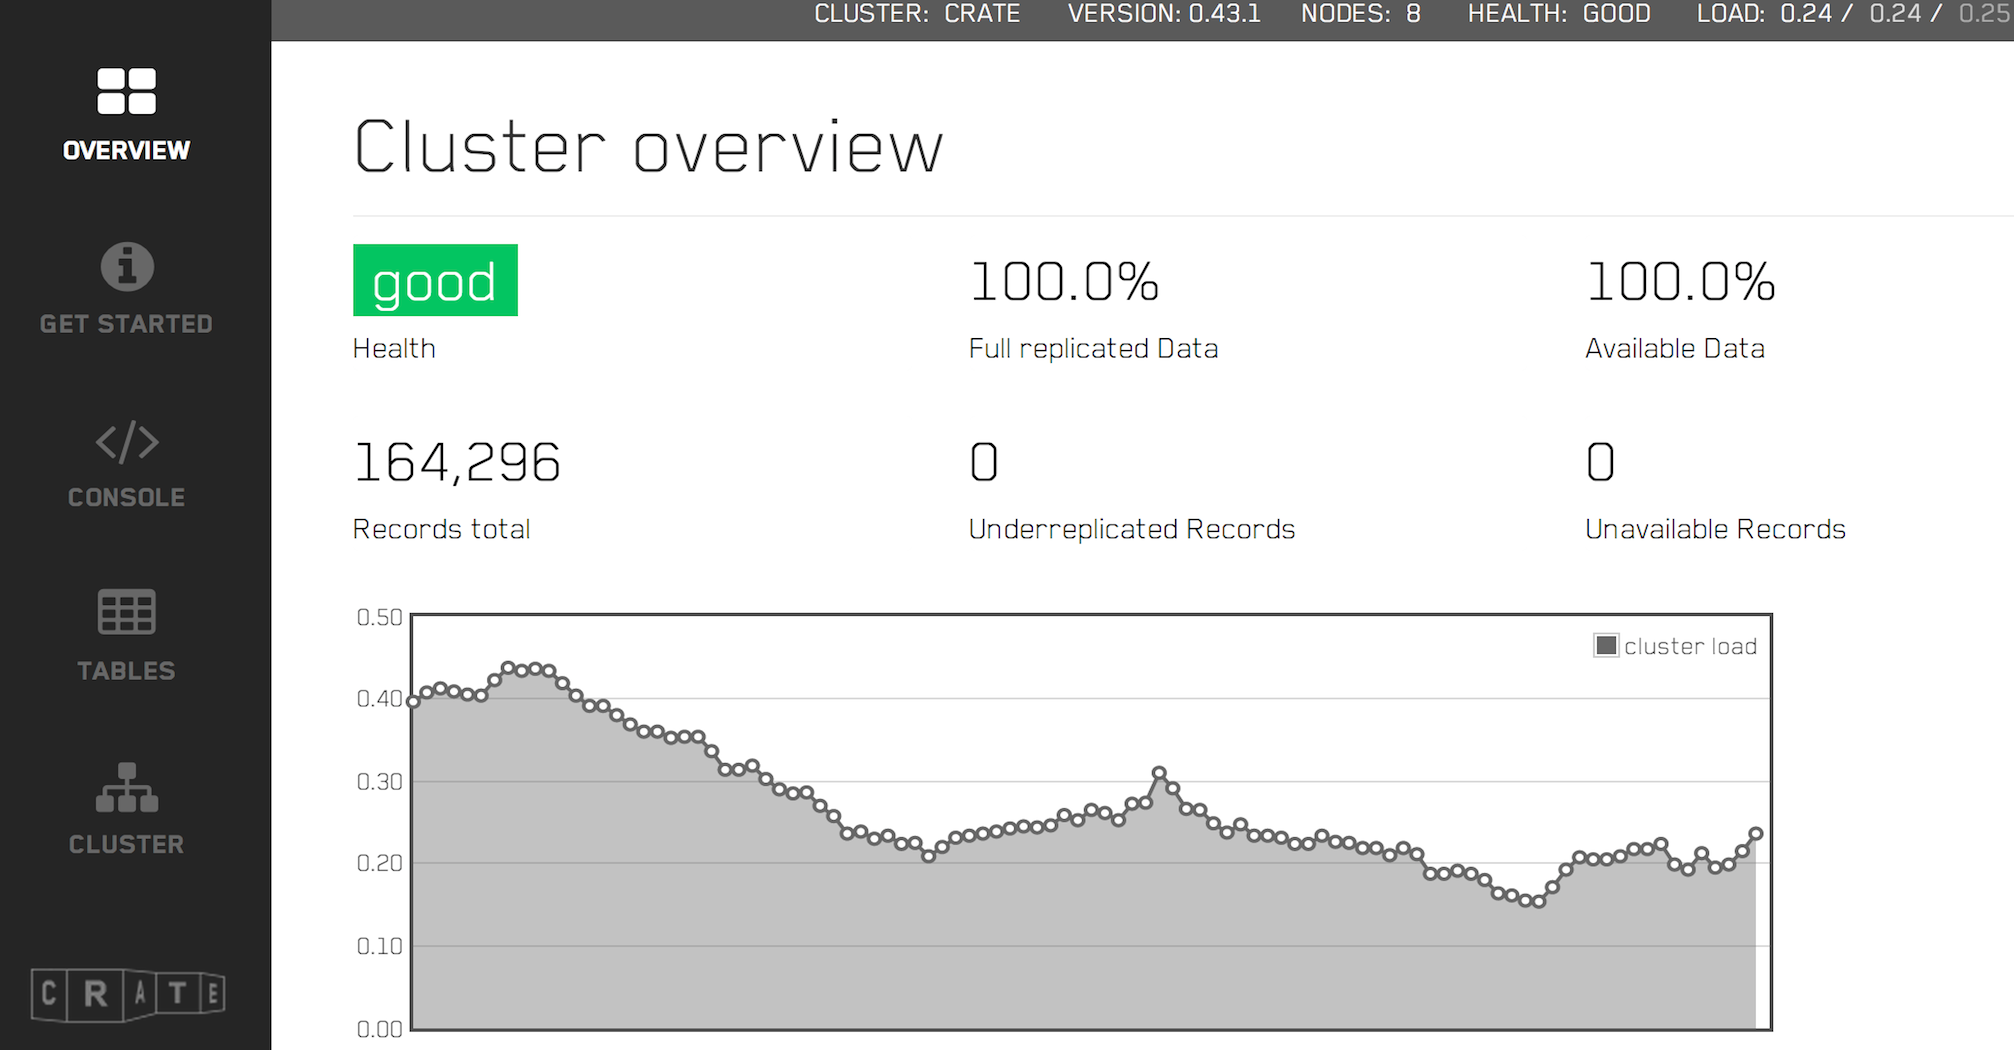 CLUSTER: CRATE VERSION: 0.43.1 NODES: 8 HEALTH: GOOD LOAD: 0.24 / 0.24 / 0.25
OVERVIEW
GET STARTED
CONSOLE
TABLES
CLUSTER
CRATE
Cluster overview
good 100.0% 100.0%
Health Full replicated Data Available Data
164,296 0 0
Records total Underreplicated Records Unavailable Records
0.50
cluster load
0.40
0.30
0.20
0.10
0.00